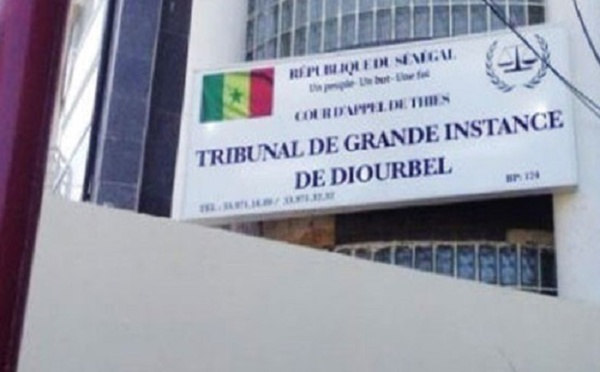 RÉPUBLIQUE DU SÉNÉGAL
Un peuple - Un but - Une foi
COUR D'APPEL DE THIES
TRIBUNAL DE GRANDE INSTANCE
DE DIOURBEL
BP: 124
TEL :